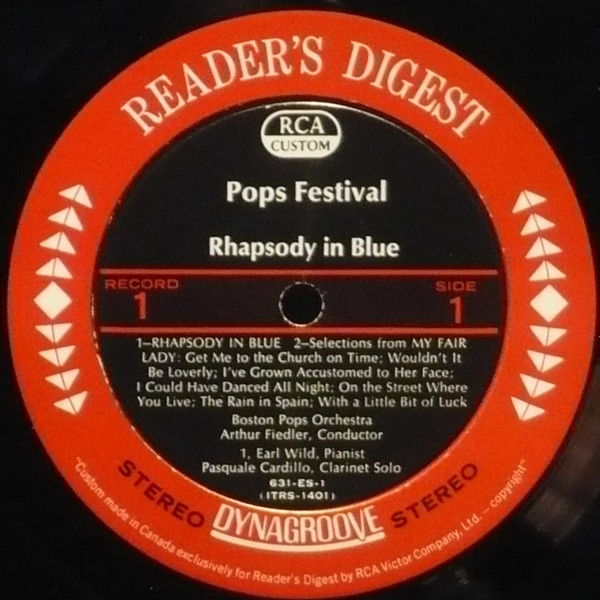 READER'S DIGEST
RCA
CUSTOM
Pops Festival
Rhapsody in Blue
RECORD
1
SIDE
1
1—RHAPSODY IN BLUE 2—Selections from MY FAIR
LADY: Get Me to the Church on Time; Wouldn't It
Be Loverly; I've Grown Accustomed to Her Face;
I Could Have Danced All Night; On the Street Where
You Live; The Rain in Spain; With a Little Bit of Luck
Boston Pops Orchestra
Arthur Fiedler, Conductor
1, Earl Wild, Pianist
Pasquale Cardillo, Clarinet Solo
631-ES-1
(ITRS-1401)
STEREO DYNAGROOVE STEREO
"Custom made in Canada exclusively for Reader's Digest by RCA Victor Company, Ltd. – copyright"